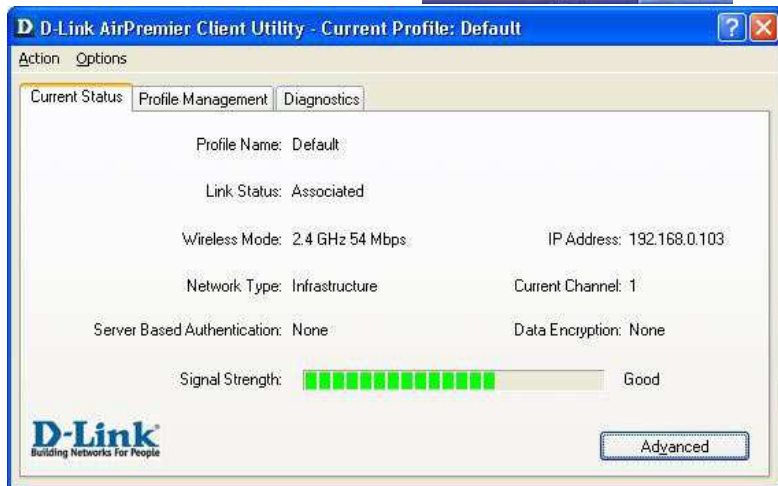 D D-Link AirPremier Client Utility - Current Profile: Default
Action Options
Current Status Profile Management Diagnostics
Profile Name: Default
Link Status: Associated
Wireless Mode: 2.4 GHz 54 Mbps IP Address: 192.168.0.103
Network Type: Infrastructure Current Channel: 1
Server Based Authentication: None Data Encryption: None
Signal Strength: Good
D-Link
Building Networks For People
Advanced